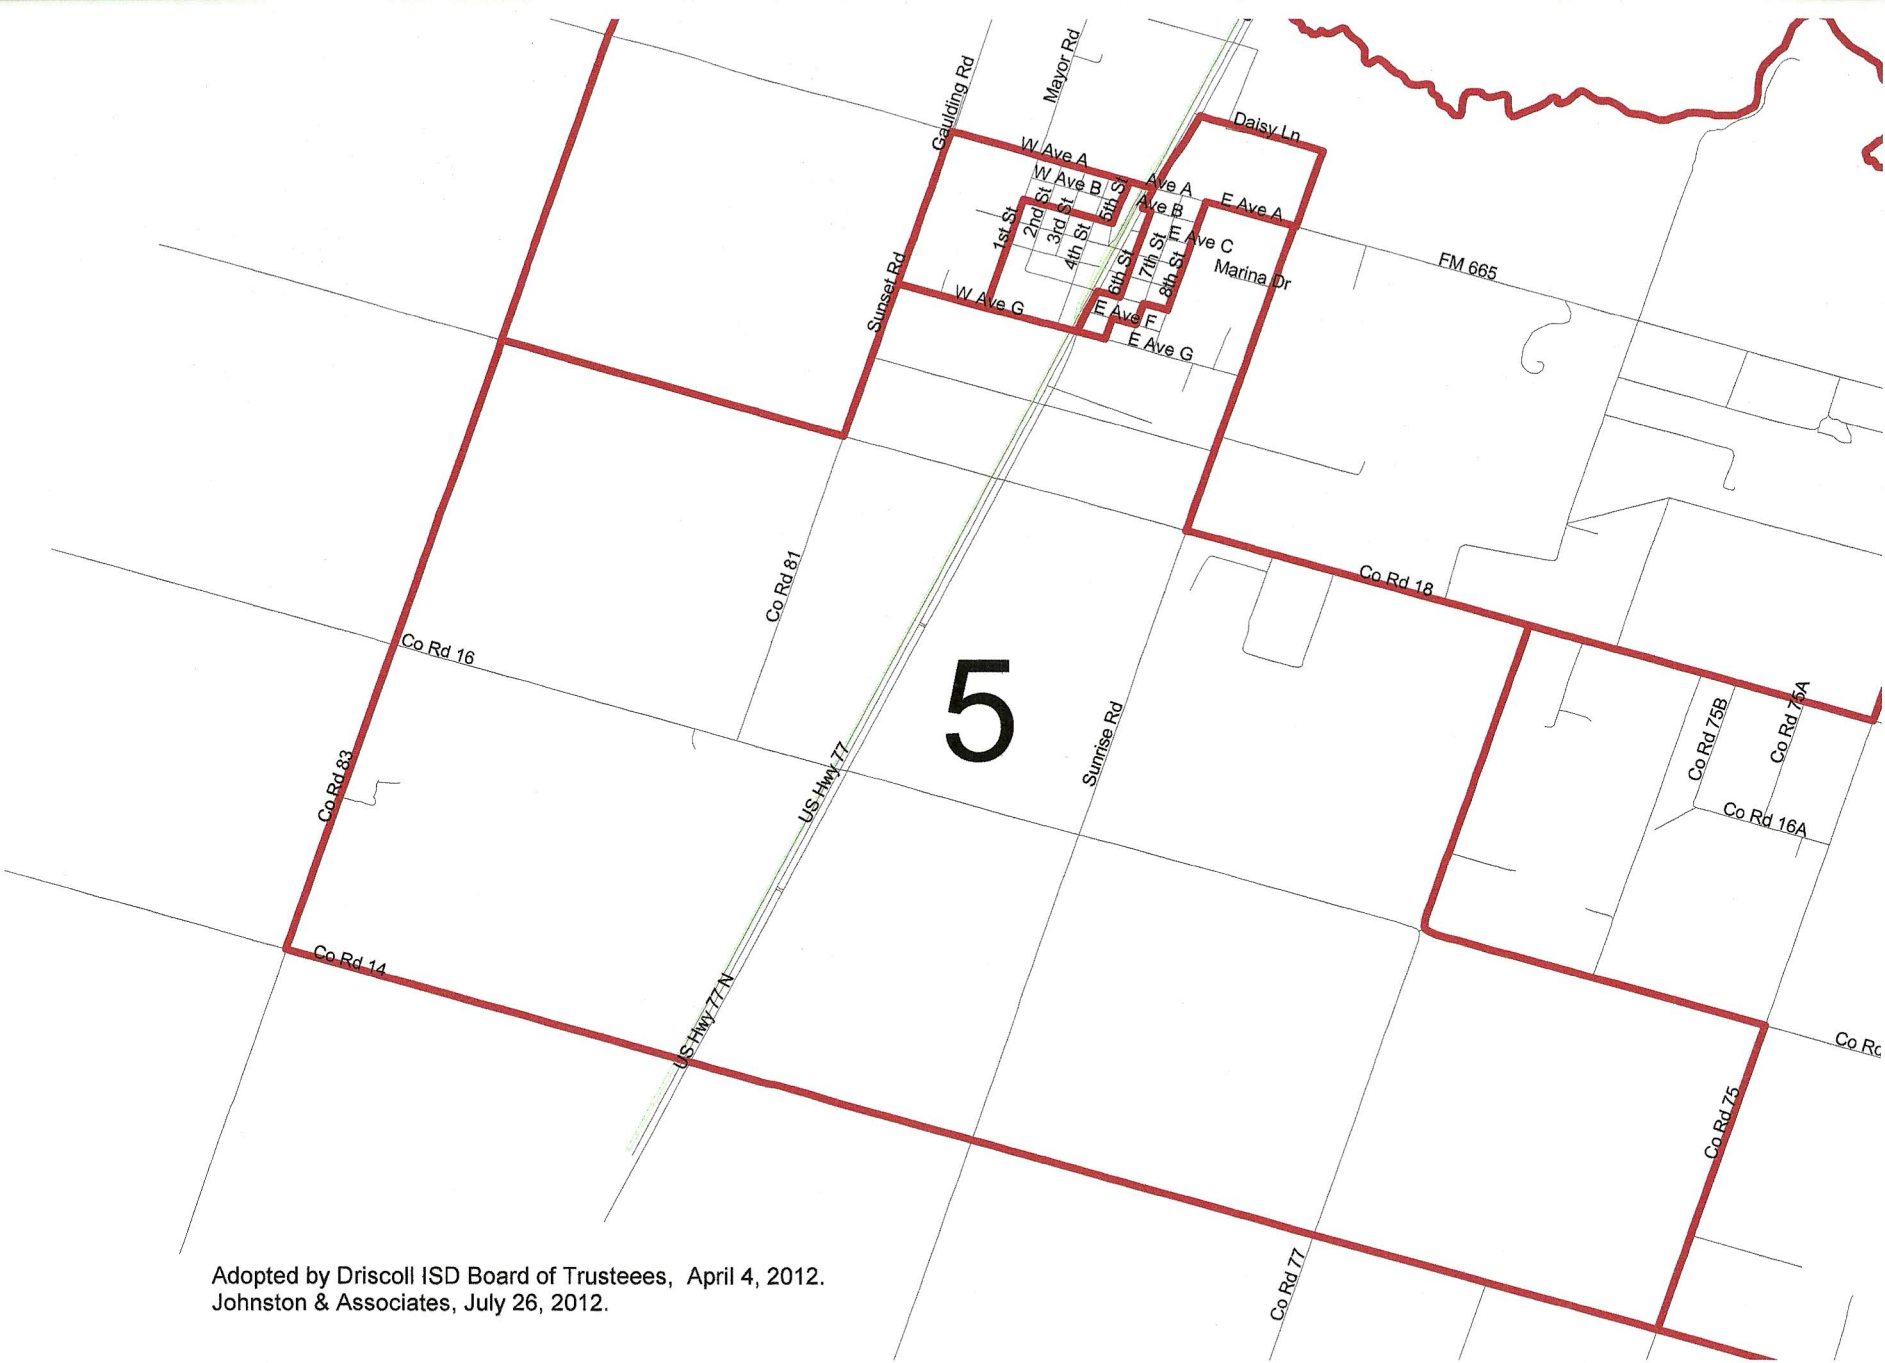 Gaulding Rd
Mayor Rd
Daisy Ln
W Ave A
W Ave B
Ave A
Ave B
E Ave A
1st St
2nd St
3rd St
4th St
5th St
6th St
7th St
8th St
E Ave C
Marina Dr
FM 665
Sunset Rd
W Ave G
E Ave F
E Ave G
Co Rd 81
Co Rd 18
Co Rd 16
5
Co Rd 75B
Co Rd 75A
Sunrise Rd
US Hwy 77
Co Rd 83
Co Rd 16A
Co Rd 14
US Hwy 77 N
Co Rd 75
Co Rd 77
Adopted by Driscoll ISD Board of Trusteees, April 4, 2012.
Johnston & Associates, July 26, 2012.